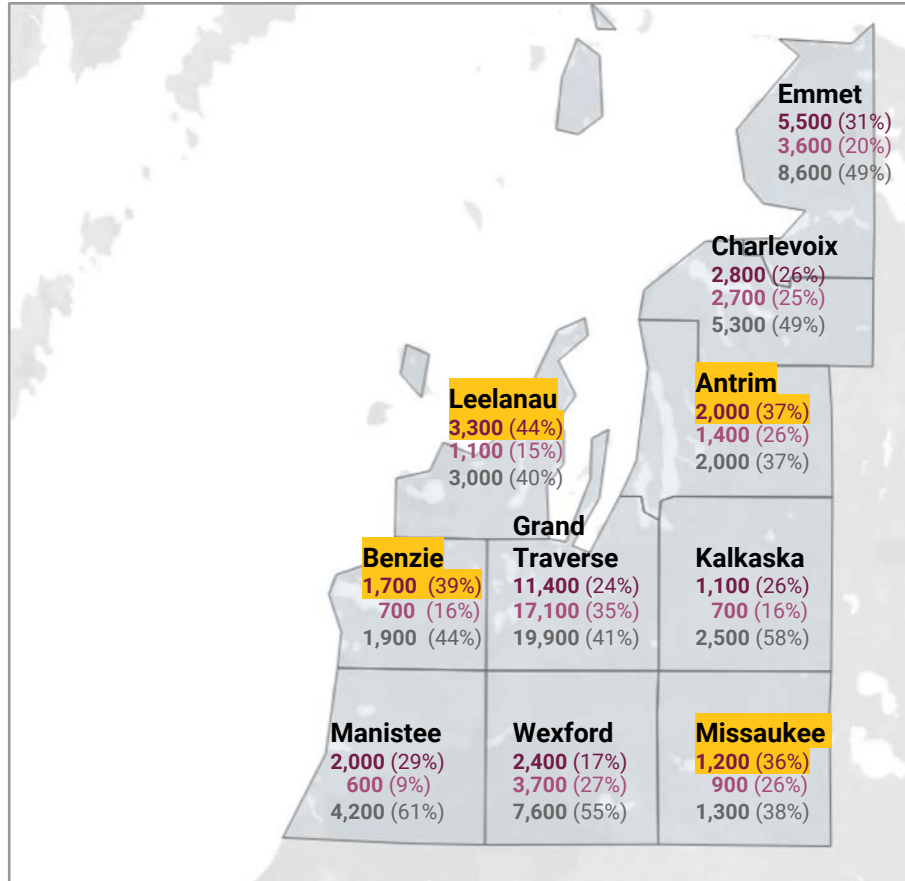 Emmet
5,500 (31%)
3,600 (20%)
8,600 (49%)
Charlevoix
2,800 (26%)
2,700 (25%)
5,300 (49%)
Antrim
2,000 (37%)
1,400 (26%)
2,000 (37%)
Leelanau
3,300 (44%)
1,100 (15%)
3,000 (40%)
Benzie
1,700 (39%)
700 (16%)
1,900 (44%)
Grand
Traverse
11,400 (24%)
17,100 (35%)
19,900 (41%)
Kalkaska
1,100 (26%)
700 (16%)
2,500 (58%)
Manistee
2,000 (29%)
600 (9%)
4,200 (61%)
Wexford
2,400 (17%)
3,700 (27%)
7,600 (55%)
Missaukee
1,200 (36%)
900 (26%)
1,300 (38%)